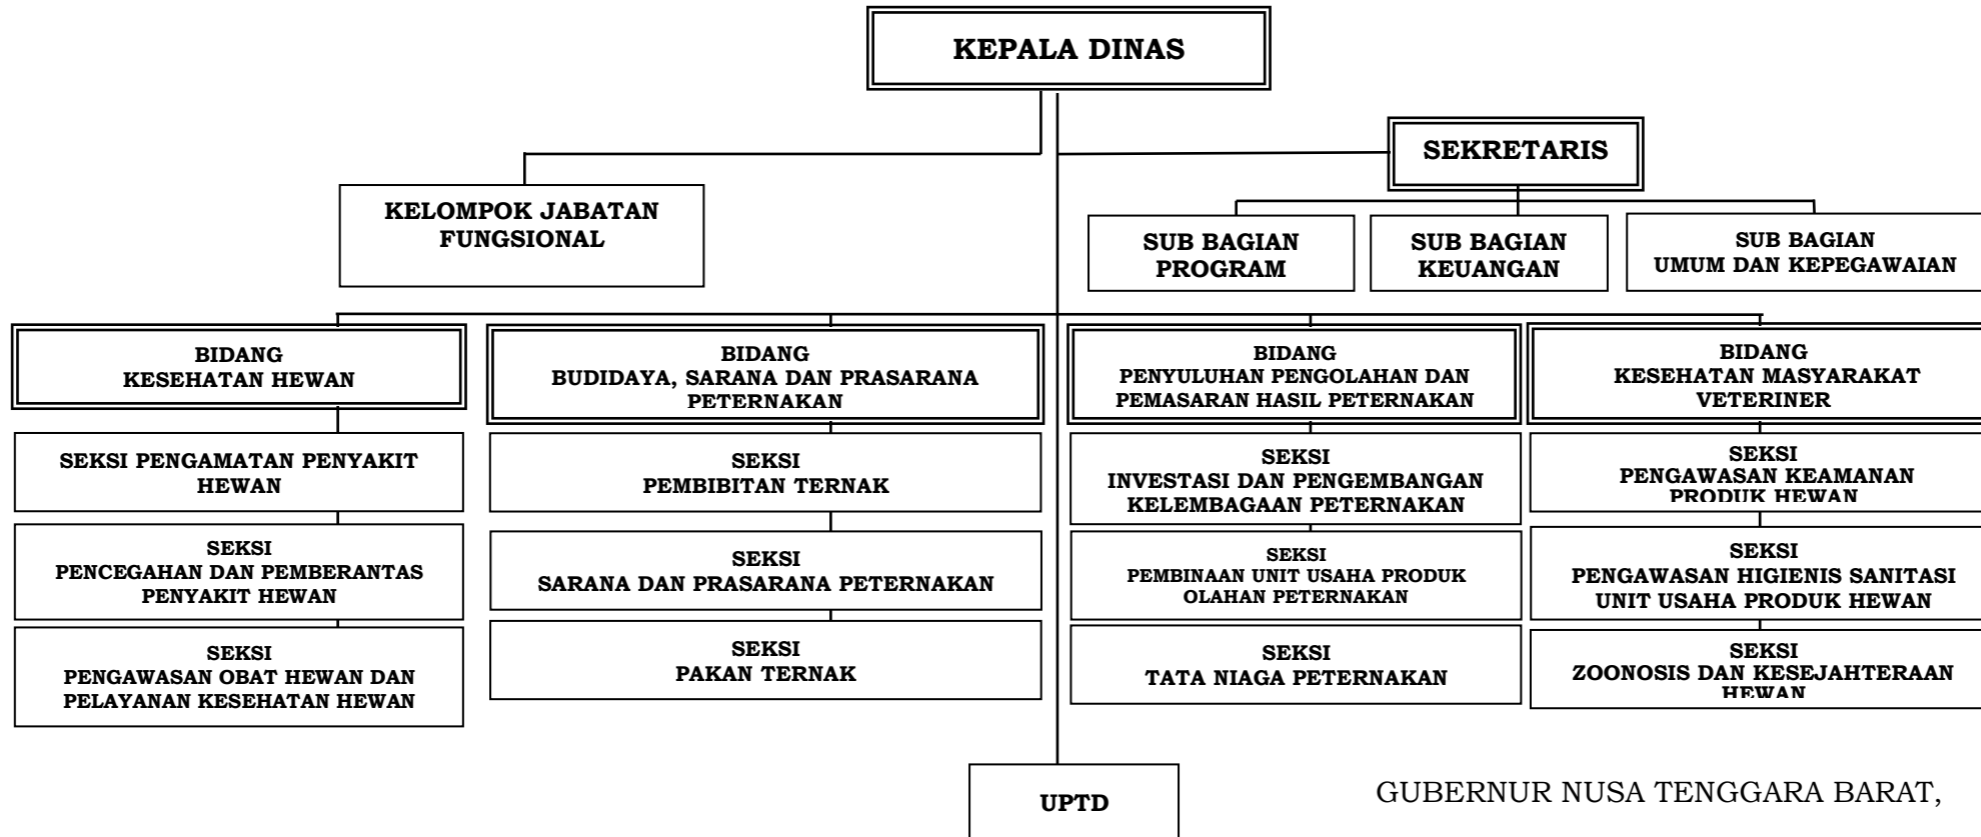 KEPALA DINAS
SEKRETARIS
KELOMPOK JABATAN
FUNGSIONAL
SUB BAGIAN
PROGRAM
SUB BAGIAN
KEUANGAN
SUB BAGIAN
UMUM DAN KEPEGAWAIAN
BIDANG
KESEHATAN HEWAN
BIDANG
BUDIDAYA, SARANA DAN PRASARANA
PETERNAKAN
BIDANG
PENYULUHAN PENGOLAHAN DAN
PEMASARAN HASIL PETERNAKAN
BIDANG
KESEHATAN MASYARAKAT
VETERINER
SEKSI PENGAMATAN PENYAKIT
HEWAN
SEKSI
PEMBIBITAN TERNAK
SEKSI
INVESTASI DAN PENGEMBANGAN
KELEMBAGAAN PETERNAKAN
SEKSI
PENGAWASAN KEAMANAN
PRODUK HEWAN
SEKSI
PENCEGAHAN DAN PEMBERANTAS
PENYAKIT HEWAN
SEKSI
SARANA DAN PRASARANA PETERNAKAN
SEKSI
PEMBINAAN UNIT USAHA PRODUK
OLAHAN PETERNAKAN
SEKSI
PENGAWASAN HIGIENIS SANITASI
UNIT USAHA PRODUK HEWAN
SEKSI
PENGAWASAN OBAT HEWAN DAN
PELAYANAN KESEHATAN HEWAN
SEKSI
PAKAN TERNAK
SEKSI
TATA NIAGA PETERNAKAN
SEKSI
ZOONOSIS DAN KESEJAHTERAAN
HEWAN
UPTD
GUBERNUR NUSA TENGGARA BARAT,